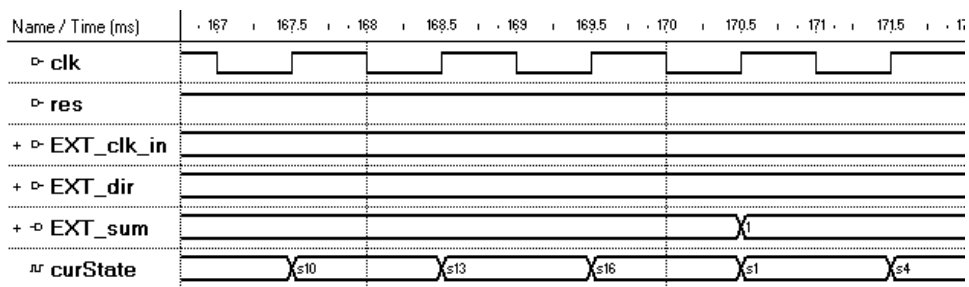 Name / Time (ms) 167 167.5 168 168.5 169 169.5 170 170.5 171 171.5
clk
res
+ EXT_clk_in
+ EXT_dir
+ EXT_sum 1
curState s10 s13 s16 s1 s4